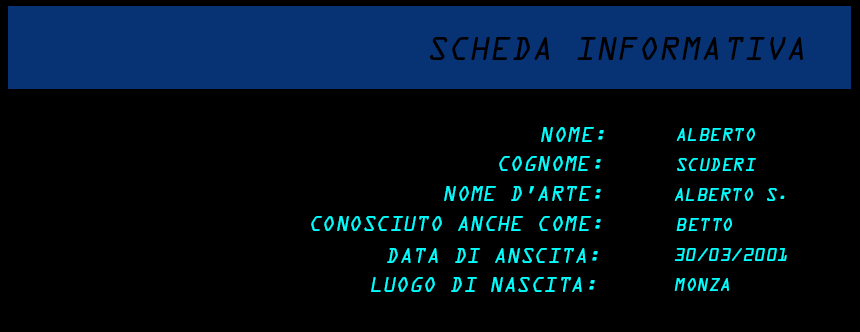 SCHEDA INFORMATIVA
NOME: ALBERTO
COGNOME: SCUDERI
NOME D'ARTE: ALBERTO S.
CONOSCIUTO ANCHE COME: BETTO
DATA DI ANSCITA: 30/03/2001
LUOGO DI NASCITA: MONZA